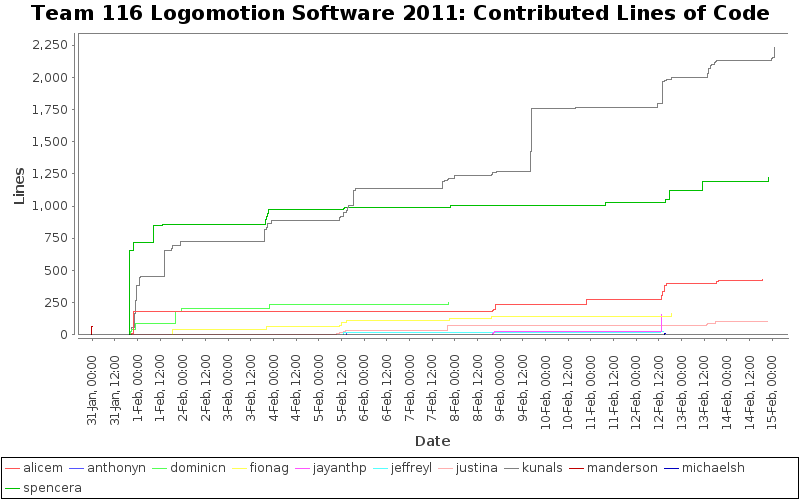 Team 116 Logomotion Software 2011: Contributed Lines of Code
Lines
2,250
2,000
1,750
1,500
1,250
1,000
750
500
250
0
31-Jan, 00:00
31-Jan, 12:00
1-Feb, 00:00
1-Feb, 12:00
2-Feb, 00:00
2-Feb, 12:00
3-Feb, 00:00
3-Feb, 12:00
4-Feb, 00:00
4-Feb, 12:00
5-Feb, 00:00
5-Feb, 12:00
6-Feb, 00:00
6-Feb, 12:00
7-Feb, 00:00
7-Feb, 12:00
8-Feb, 00:00
8-Feb, 12:00
9-Feb, 00:00
9-Feb, 12:00
10-Feb, 00:00
10-Feb, 12:00
11-Feb, 00:00
11-Feb, 12:00
12-Feb, 00:00
12-Feb, 12:00
13-Feb, 00:00
13-Feb, 12:00
14-Feb, 00:00
14-Feb, 12:00
15-Feb, 00:00
Date
alicem anthonyn dominicn fionag jayanthp jeffreyl justina kunals manderson michaelsh
spencera